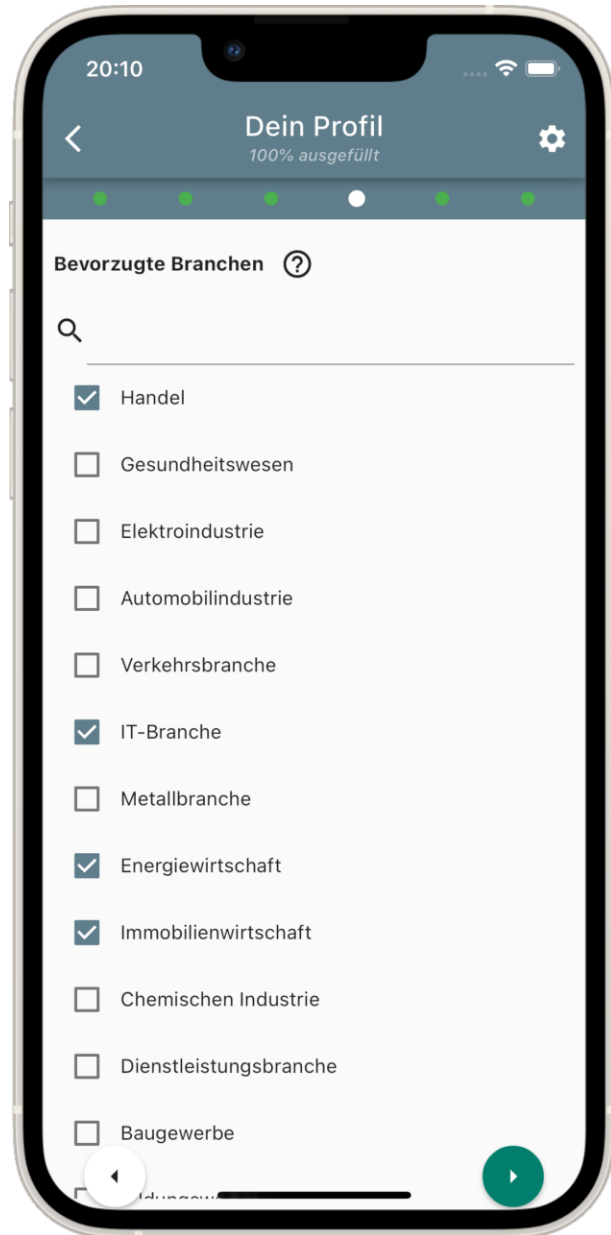 20:10
Dein Profil
100% ausgefüllt
Bevorzugte Branchen
Handel
Gesundheitswesen
Elektroindustrie
Automobilindustrie
Verkehrsbranche
IT-Branche
Metallbranche
Energiewirtschaft
Immobilienwirtschaft
Chemischen Industrie
Dienstleistungsbranche
Baugewerbe